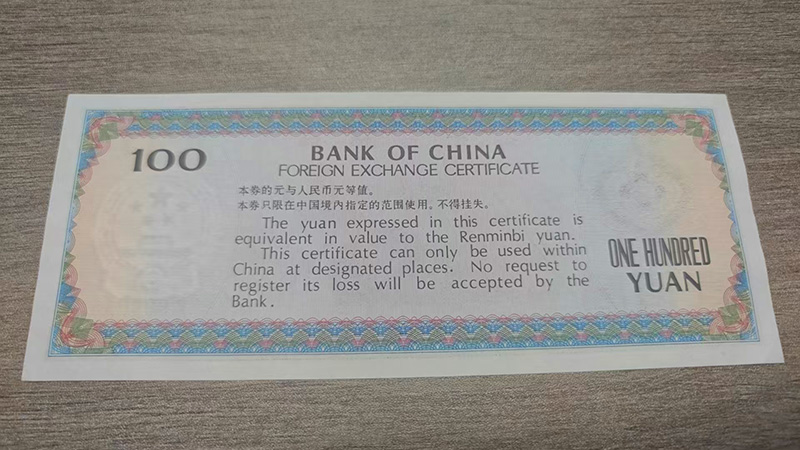 100
BANK OF CHINA
FOREIGN EXCHANGE CERTIFICATE
本券的元与人民币元等值。
本券只限在中国境内指定的范围使用。不得挂失。
The yuan expressed in this certificate is
equivalent in value to the Renminbi yuan.
This certificate can only be used within
China at designated places. No request to
register its loss will be accepted by the
Bank.
ONE HUNDRED
YUAN